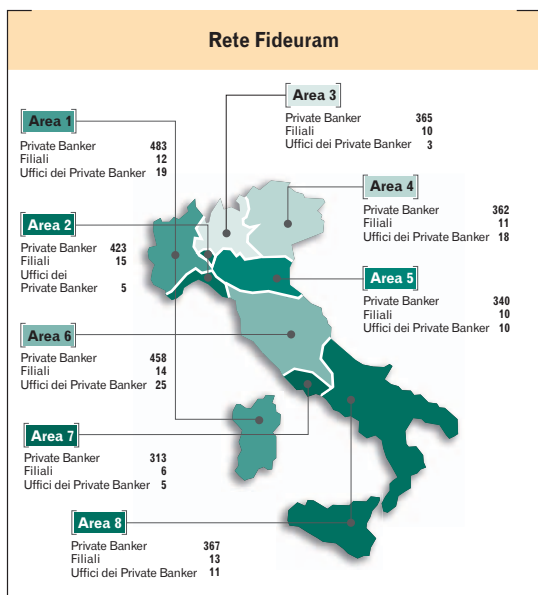 Rete Fideuram
Area 1
Private Banker 483
Filiali 12
Uffici dei Private Banker 19
Area 2
Private Banker 423
Filiali 15
Uffici dei
Private Banker 5
Area 3
Private Banker 365
Filiali 10
Uffici dei Private Banker 3
Area 4
Private Banker 362
Filiali 11
Uffici dei Private Banker 18
Area 5
Private Banker 340
Filiali 10
Uffici dei Private Banker 10
Area 6
Private Banker 458
Filiali 14
Uffici dei Private Banker 25
Area 7
Private Banker 313
Filiali 6
Uffici dei Private Banker 5
Area 8
Private Banker 367
Filiali 13
Uffici dei Private Banker 11